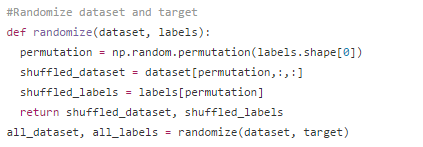 #Randomize dataset and target
def randomize(dataset, labels):
  permutation = np.random.permutation(labels.shape[0])
  shuffled_dataset = dataset[permutation,:,:]
  shuffled_labels = labels[permutation]
  return shuffled_dataset, shuffled_labels
all_dataset, all_labels = randomize(dataset, target)